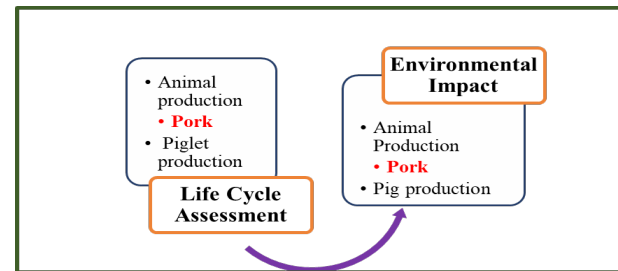 • Animal
production
• Pork
• Piglet
production
Life Cycle
Assessment
Environmental
Impact
• Animal
Production
• Pork
• Pig production